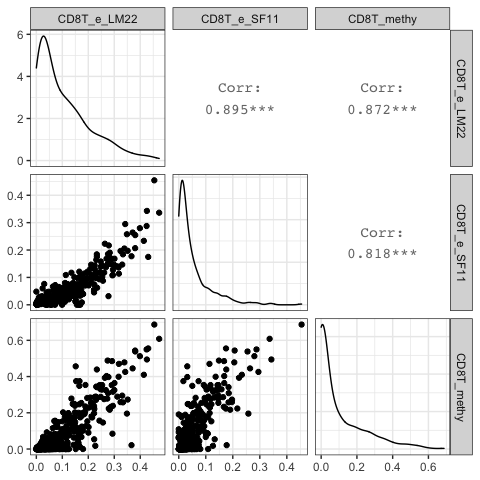 CD8T_e_LM22 CD8T_e_SF11 CD8T_methy
6
4
2
0
Corr:
0.895***
Corr:
0.872***
CD8T_e_LM22
0.4
0.3
0.2
0.1
0.0
Corr:
0.818***
CD8T_e_SF11
0.6
0.4
0.2
0.0
CD8T_methy
0.0 0.1 0.2 0.3 0.4 0.0 0.1 0.2 0.3 0.4 0.0 0.2 0.4 0.6